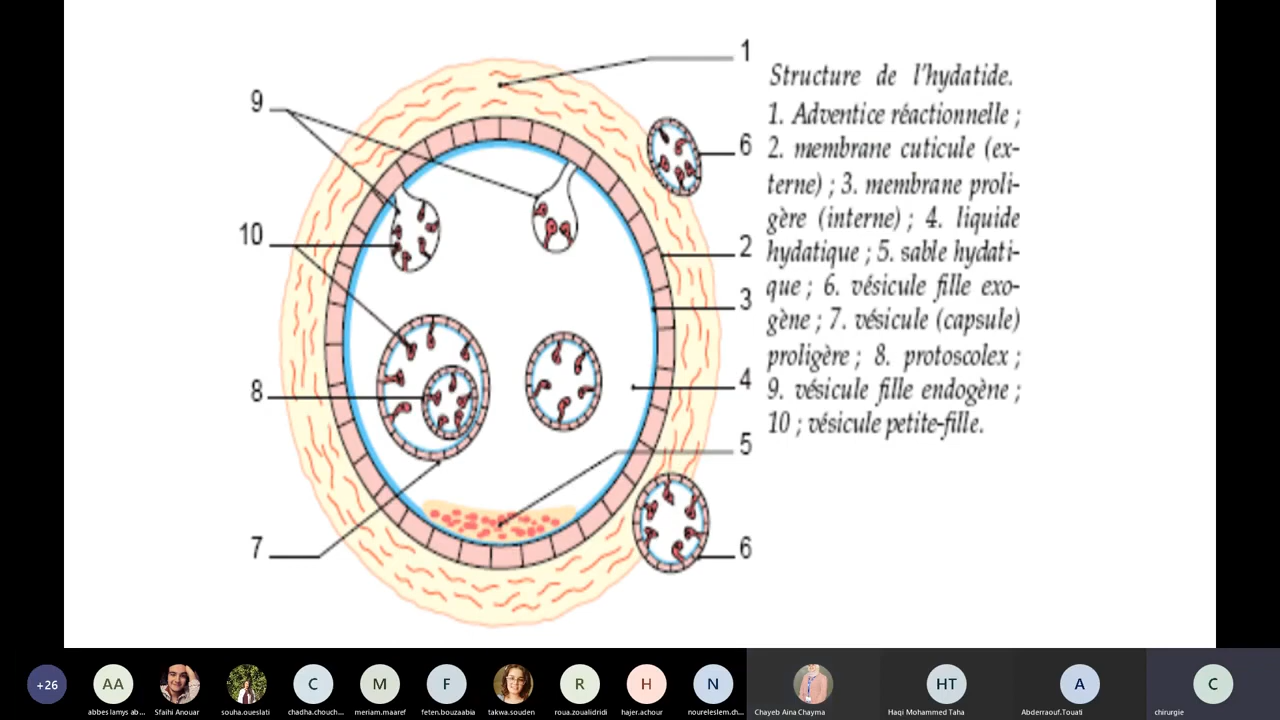 1
9
6
10
2
3
8
4
5
7
6
Structure de l'hydatide.
1. Adventice réactionnelle ;
2. membrane cuticule (ex-
terne) ; 3. membrane proli-
gère (interne) ; 4. liquide
hydatique ; 5. sable hydati-
que ; 6. vésicule fille exo-
gène ; 7. vésicule (capsule)
proligère ; 8. protoscolex ;
9. vésicule fille endogène ;
10 ; vésicule petite-fille.
+26
AA
C
M
F
R
H
N
HT
A
C
abbes lamys ab...
Sfaihi Anouar
souha.oueslati
chadha.chouch...
meriam.maaref
feten.bouzaabia
takwa.souden
roua.zoualidridi
hajer.achour
noureleslem.ch...
Chayeb Aina Chayma
Haqi Mohammed Taha
Abderraouf.Touati
chirurgie